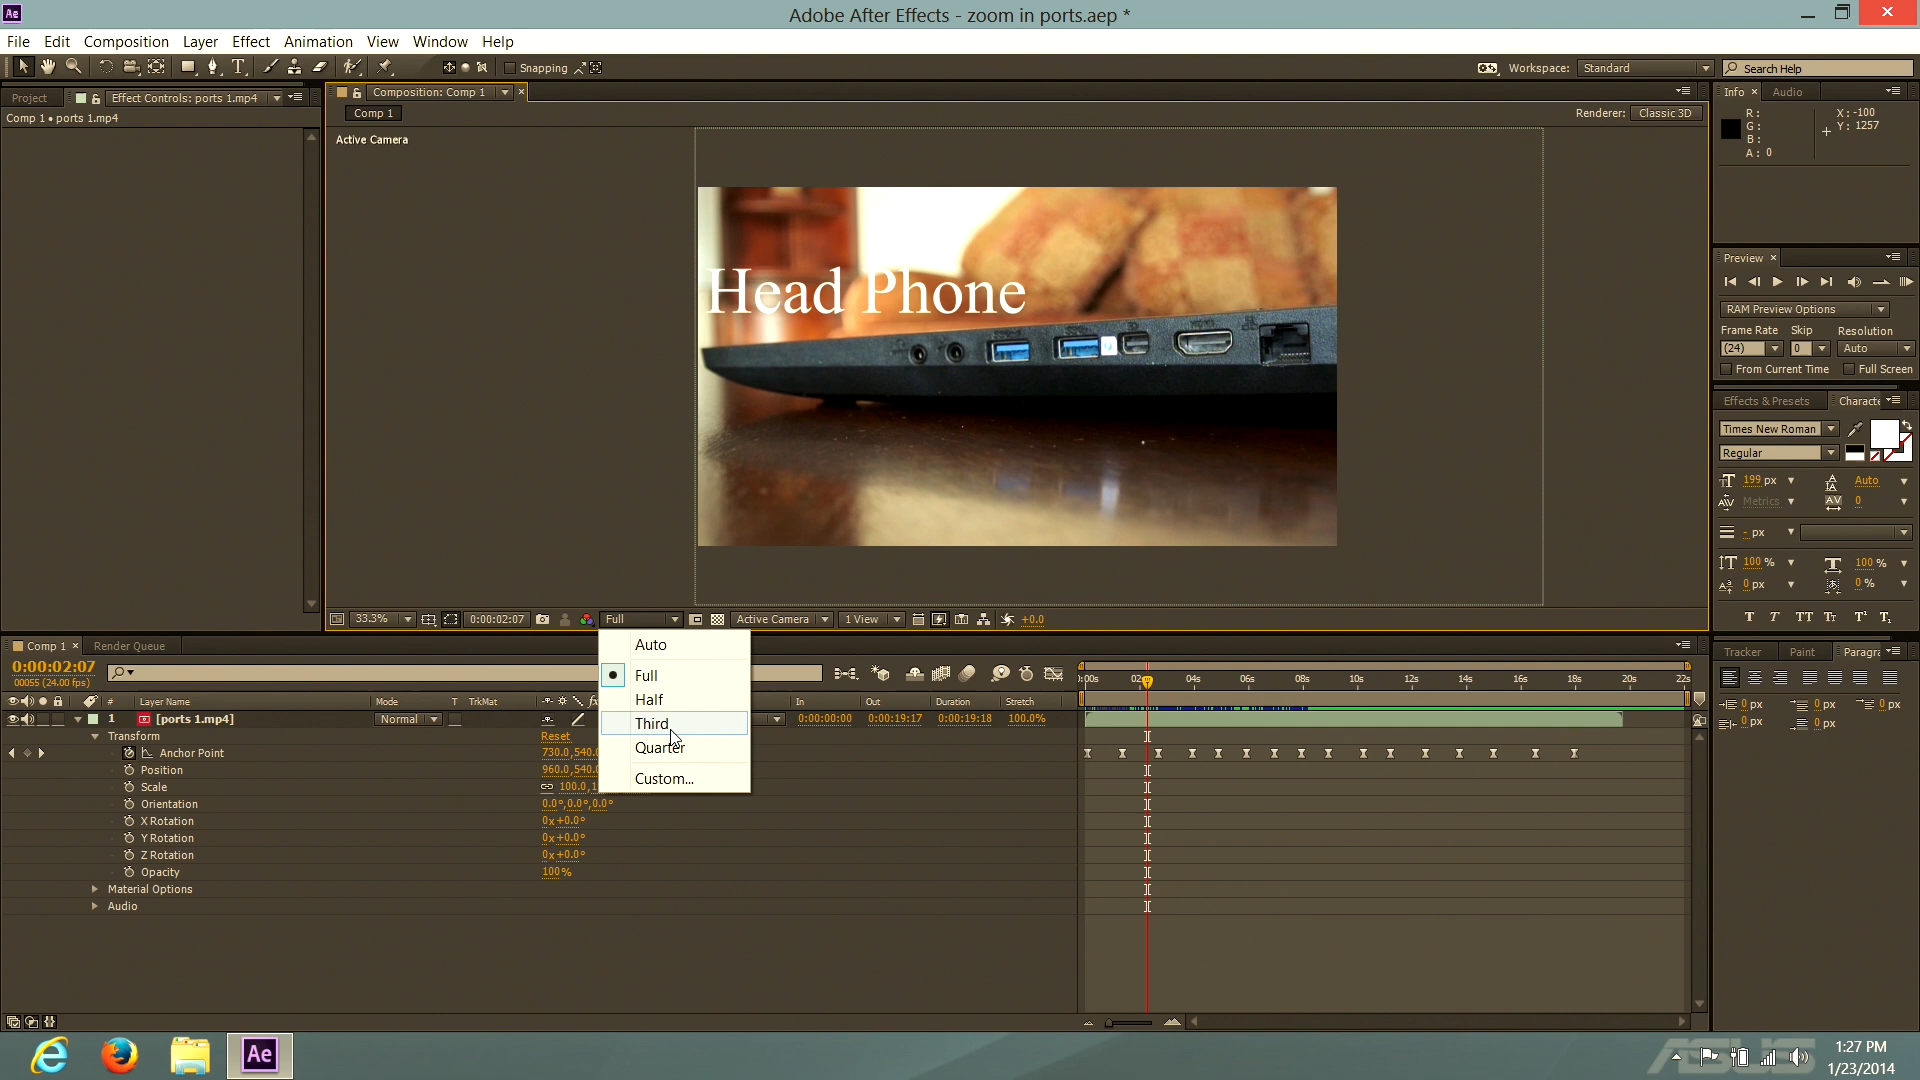 Ae
Adobe After Effects - zoom in ports.aep *
File Edit Composition Layer Effect Animation View Window Help
Snapping
Workspace: Standard
Search Help
Project Effect Controls: ports 1.mp4
Comp 1 • ports 1.mp4
Composition: Comp 1
Comp 1
Renderer: Classic 3D
Active Camera
Head Phone
Info Audio
R : X : -100
G : Y : 1257
B :
A : 0
Preview
RAM Preview Options
Frame Rate Skip Resolution
(24) 0 Auto
From Current Time Full Screen
Effects & Presets Characte
Times New Roman
Regular
199 px Auto
Metrics 0
- px
100 % 100 %
0 px 0 %
T T TT Tт T¹ T₁
33.3% 0:00:02:07 Full Active Camera 1 View +0.0
Auto
Full
Half
Third
Quarter
Custom...
Comp 1 Render Queue
0:00:02:07
00055 (24.00 fps)
):00s 02s 04s 06s 08s 10s 12s 14s 16s 18s 20s 22s
# Layer Name Mode T TrkMat fx In Out Duration Stretch
1 [ports 1.mp4] Normal 0:00:00:00 0:00:19:17 0:00:19:18 100.0%
Transform Reset
Anchor Point 730.0,540.0
Position 960.0,540.0
Scale 100.0,1
Orientation 0.0°,0.0°,0.0°
X Rotation 0x+0.0°
Y Rotation 0x+0.0°
Z Rotation 0x+0.0°
Opacity 100%
Material Options
Audio
Tracker Paint Paragra
0 px 0 px 0 px
0 px 0 px
Ae
ASUS
1:27 PM
1/23/2014